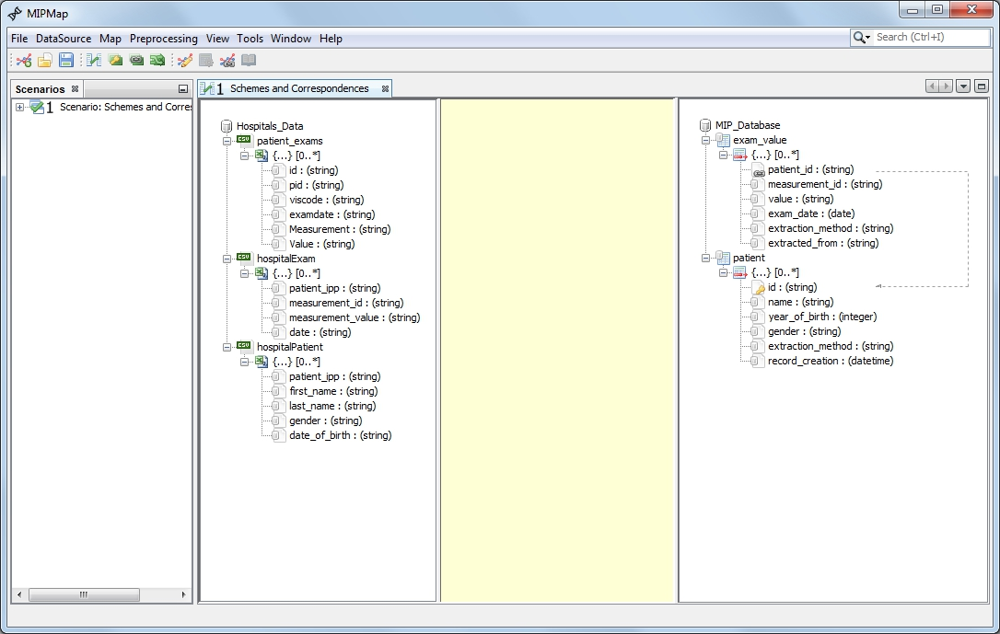 MIPMap
File DataSource Map Preprocessing View Tools Window Help
Search (Ctrl+I)
Scenarios
1 Scenario: Schemes and Corres
1 Schemes and Correspondences
Hospitals_Data
patient_exams
{...} [0..*]
id : (string)
pid : (string)
viscode : (string)
examdate : (string)
Measurement : (string)
Value : (string)
hospitalExam
{...} [0..*]
patient_ipp : (string)
measurement_id : (string)
measurement_value : (string)
date : (string)
hospitalPatient
{...} [0..*]
patient_ipp : (string)
first_name : (string)
last_name : (string)
gender : (string)
date_of_birth : (string)
MIP_Database
exam_value
{...} [0..*]
patient_id : (string)
measurement_id : (string)
value : (string)
exam_date : (date)
extraction_method : (string)
extracted_from : (string)
patient
{...} [0..*]
id : (string)
name : (string)
year_of_birth : (integer)
gender : (string)
extraction_method : (string)
record_creation : (datetime)